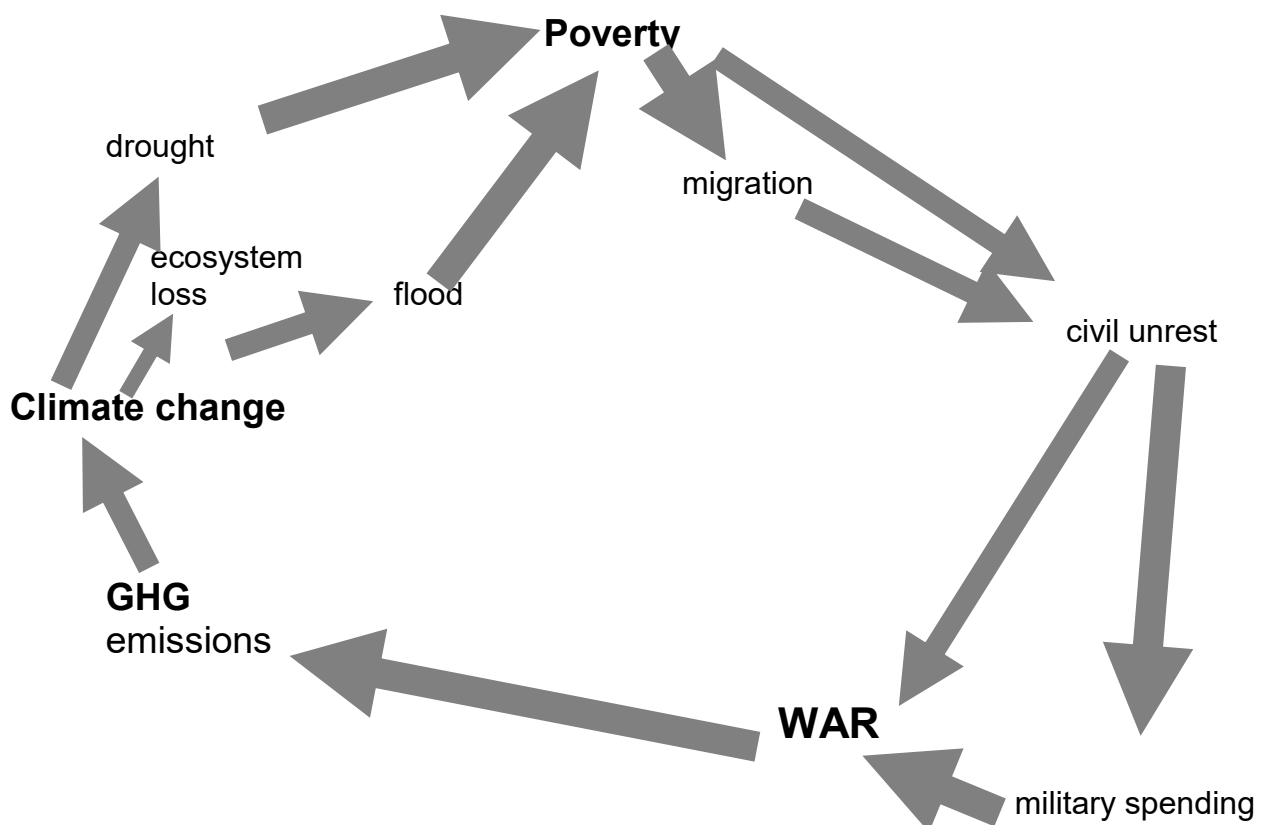 Poverty
drought
migration
ecosystem
loss
flood
civil unrest
Climate change
GHG
emissions
WAR
military spending